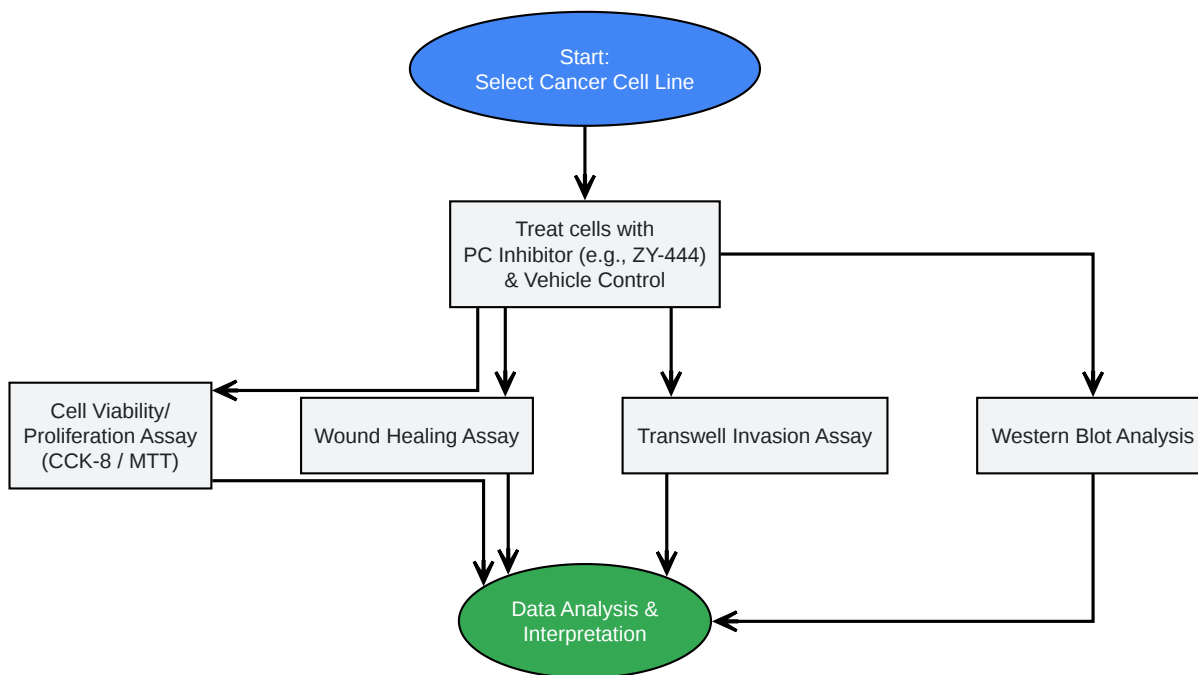 Start:
Select Cancer Cell Line
Treat cells with
PC Inhibitor (e.g., ZY-444)
& Vehicle Control
Cell Viability/
Proliferation Assay
(CCK-8 / MTT)
Wound Healing Assay
Transwell Invasion Assay
Western Blot Analysis
Data Analysis &
Interpretation